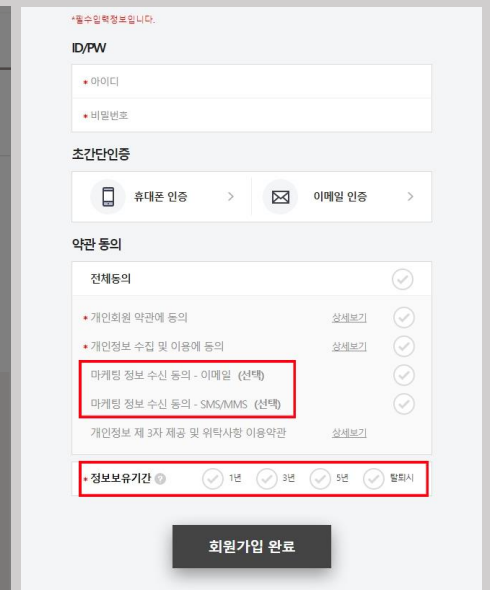 *필수입력정보입니다.
ID/PW
* 아이디
* 비밀번호
초간단인증
휴대폰 인증 > 이메일 인증 >
약관 동의
전체동의
* 개인회원 약관에 동의 상세보기
* 개인정보 수집 및 이용에 동의 상세보기
마케팅 정보 수신 동의 - 이메일 (선택)
마케팅 정보 수신 동의 - SMS/MMS (선택)
개인정보 제 3자 제공 및 위탁사항 이용약관 상세보기
* 정보보유기간 ? 1년 3년 5년 탈퇴시
회원가입 완료